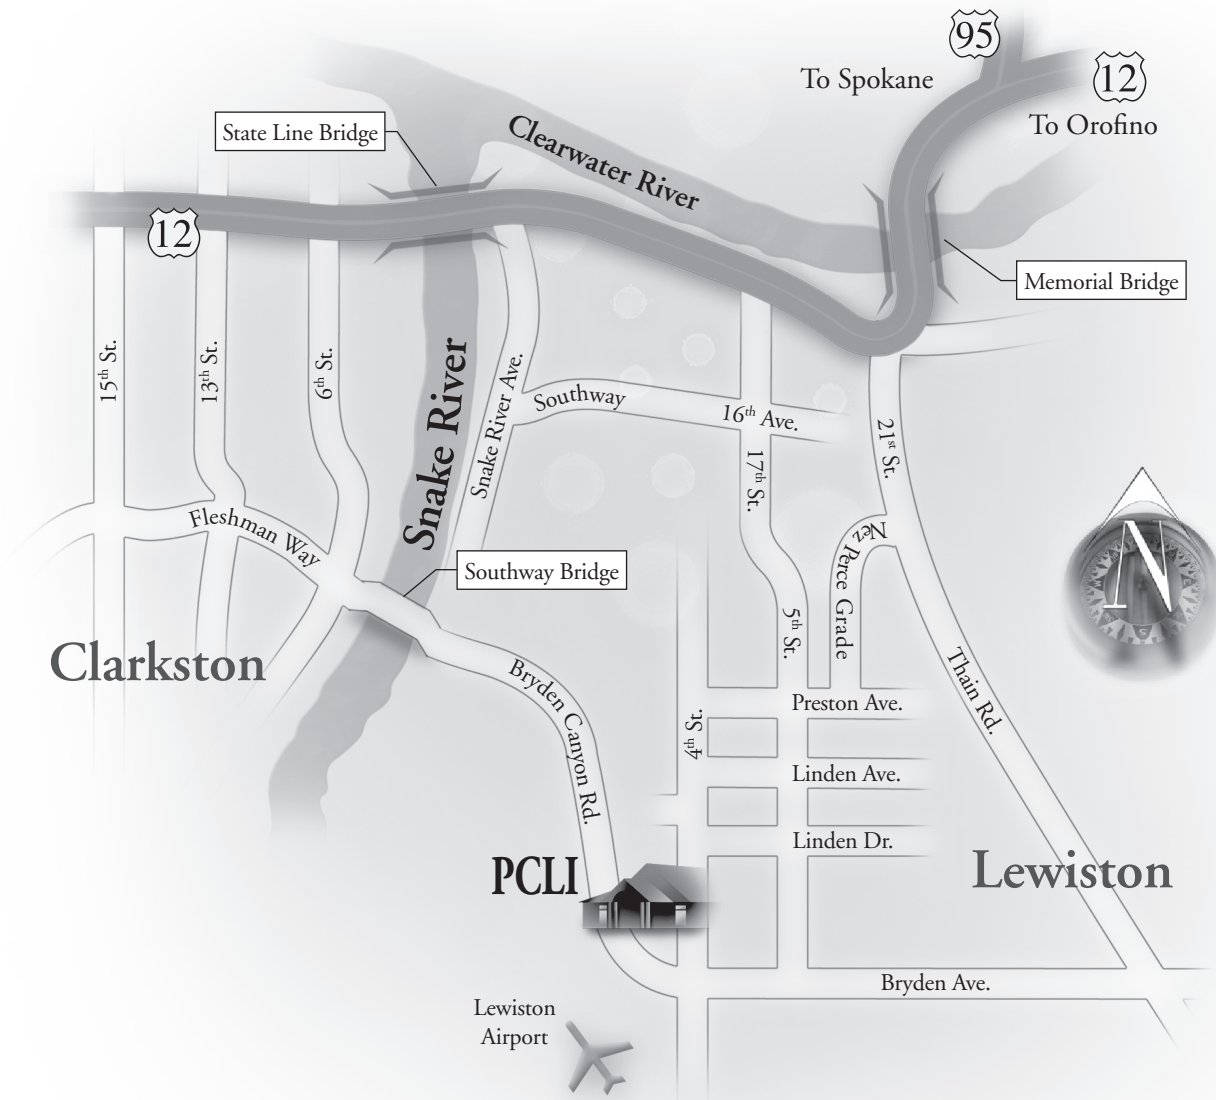 95
To Spokane
12
To Orofino
State Line Bridge
Clearwater River
12
Memorial Bridge
15th St.
13th St.
6th St.
Snake River
Snake River Ave.
Southway
16th Ave.
17th St.
21st St.
Fleshman Way
Nez Perce Grade
N
Southway Bridge
5th St.
Clarkston
Bryden Canyon Rd.
Thain Rd.
4th St.
Preston Ave.
Linden Ave.
Linden Dr.
PCLI
Lewiston
Bryden Ave.
Lewiston
Airport